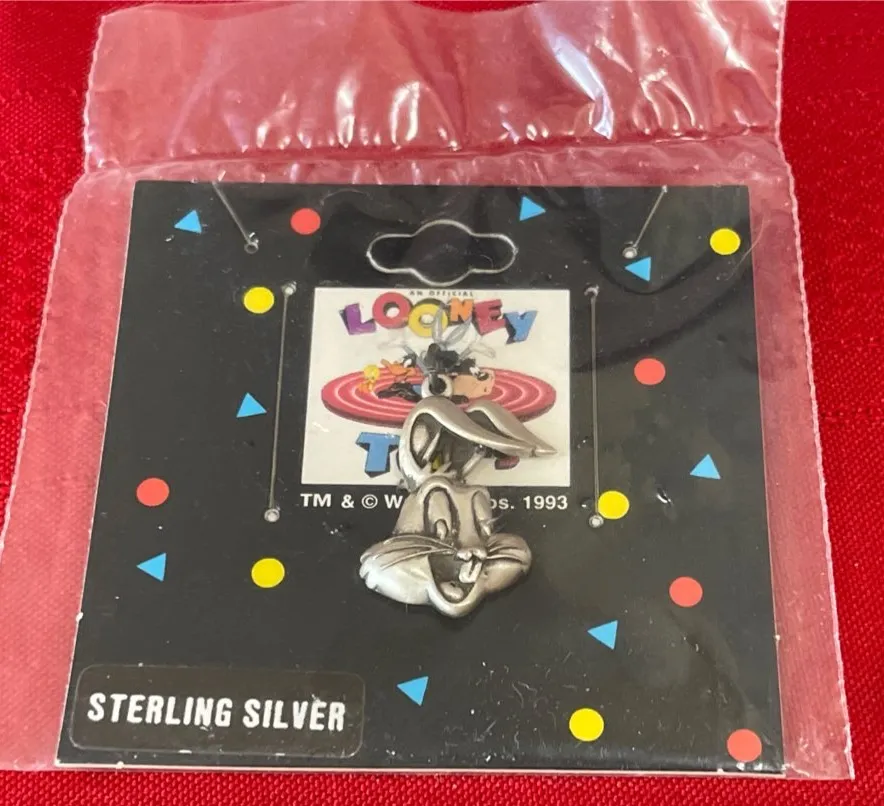 AN OFFICIAL
LOONEY
T
TM & © W os. 1993
STERLING SILVER